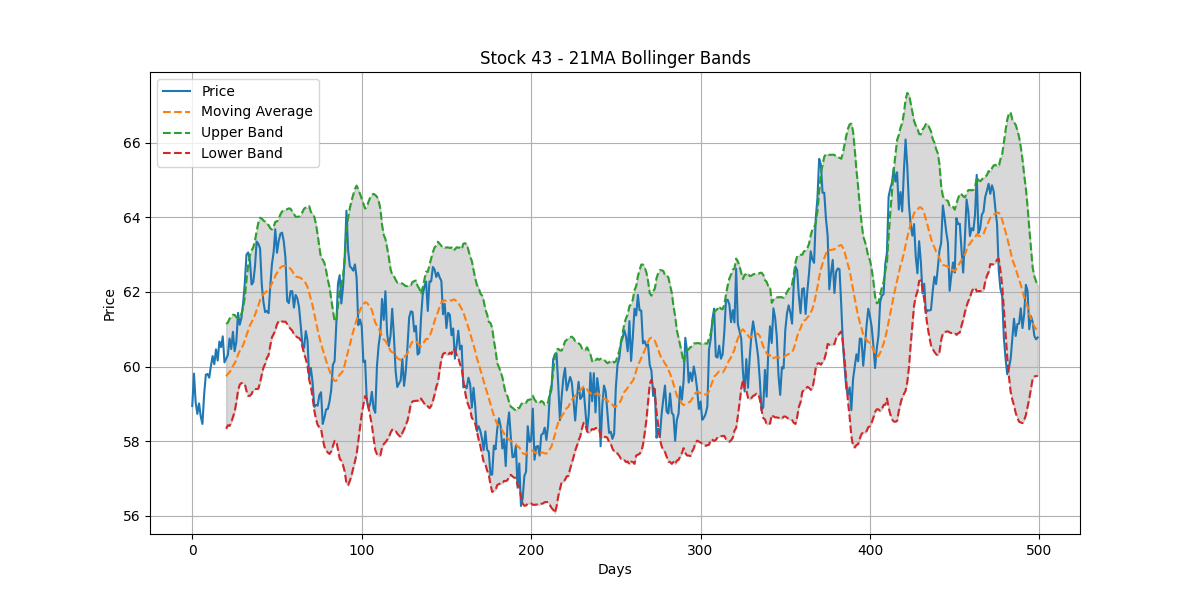 Stock 43 - 21MA Bollinger Bands
Price
Moving Average
Upper Band
Lower Band
Price
66
64
62
60
58
56
0 100 200 300 400 500
Days